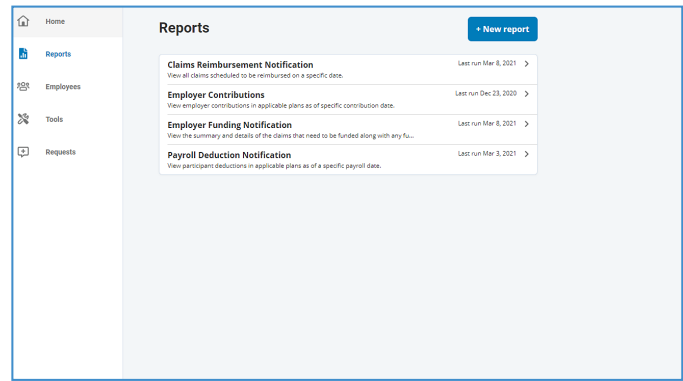 Home
Reports
Employees
Tools
Requests
Reports
+ New report
Claims Reimbursement Notification
Last run Mar 8, 2021
View all claims scheduled to be reimbursed on a specific date.
Employer Contributions
Last run Dec 23, 2020
View employer contributions in applicable plans as of specific contribution date.
Employer Funding Notification
Last run Mar 8, 2021
View the summary and details of the claims that need to be funded along with any fu...
Payroll Deduction Notification
Last run Mar 3, 2021
View participant deductions in applicable plans as of a specific payroll date.